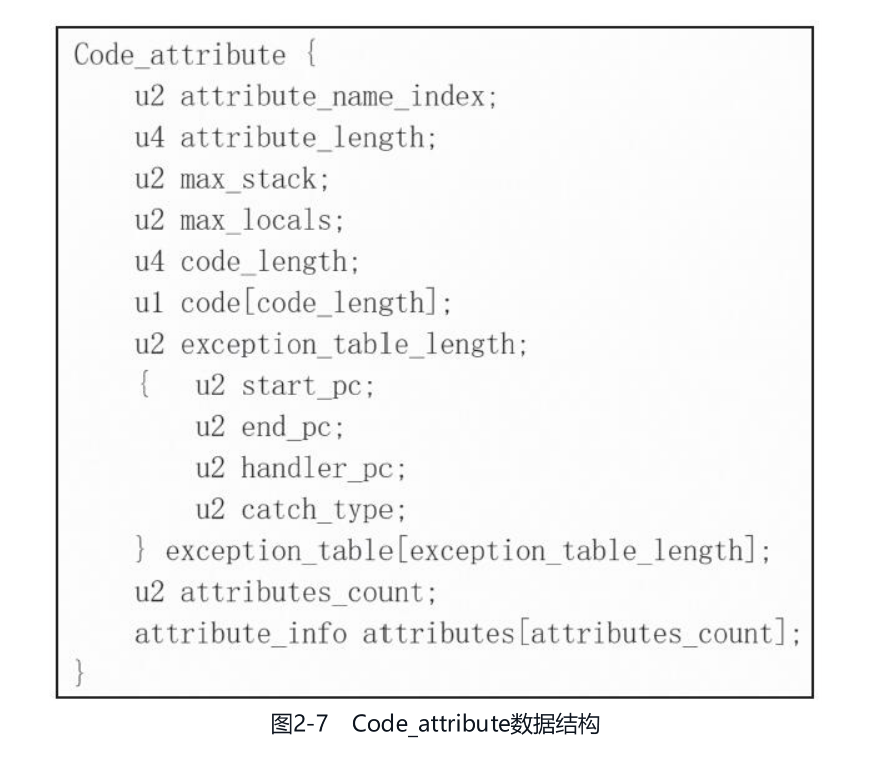 Code_attribute {
u2 attribute_name_index;
u4 attribute_length;
u2 max_stack;
u2 max_locals;
u4 code_length;
u1 code[code_length];
u2 exception_table_length;
{ u2 start_pc;
u2 end_pc;
u2 handler_pc;
u2 catch_type;
} exception_table[exception_table_length];
u2 attributes_count;
attribute_info attributes[attributes_count];
}
图2-7 Code_attribute数据结构